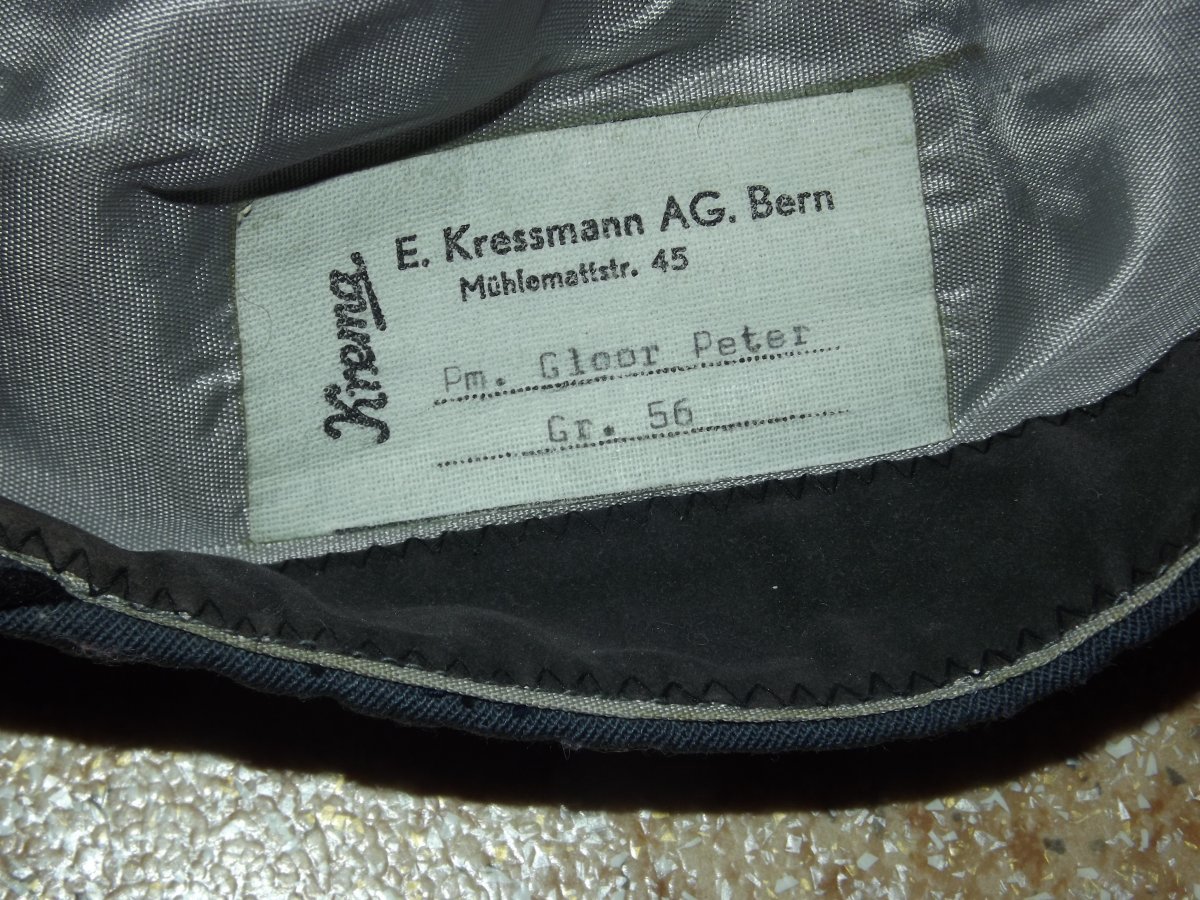 Krema.
E. Kressmann AG. Bern
Mühlemattstr. 45
Pm. Gloor Peter
Gr. 56